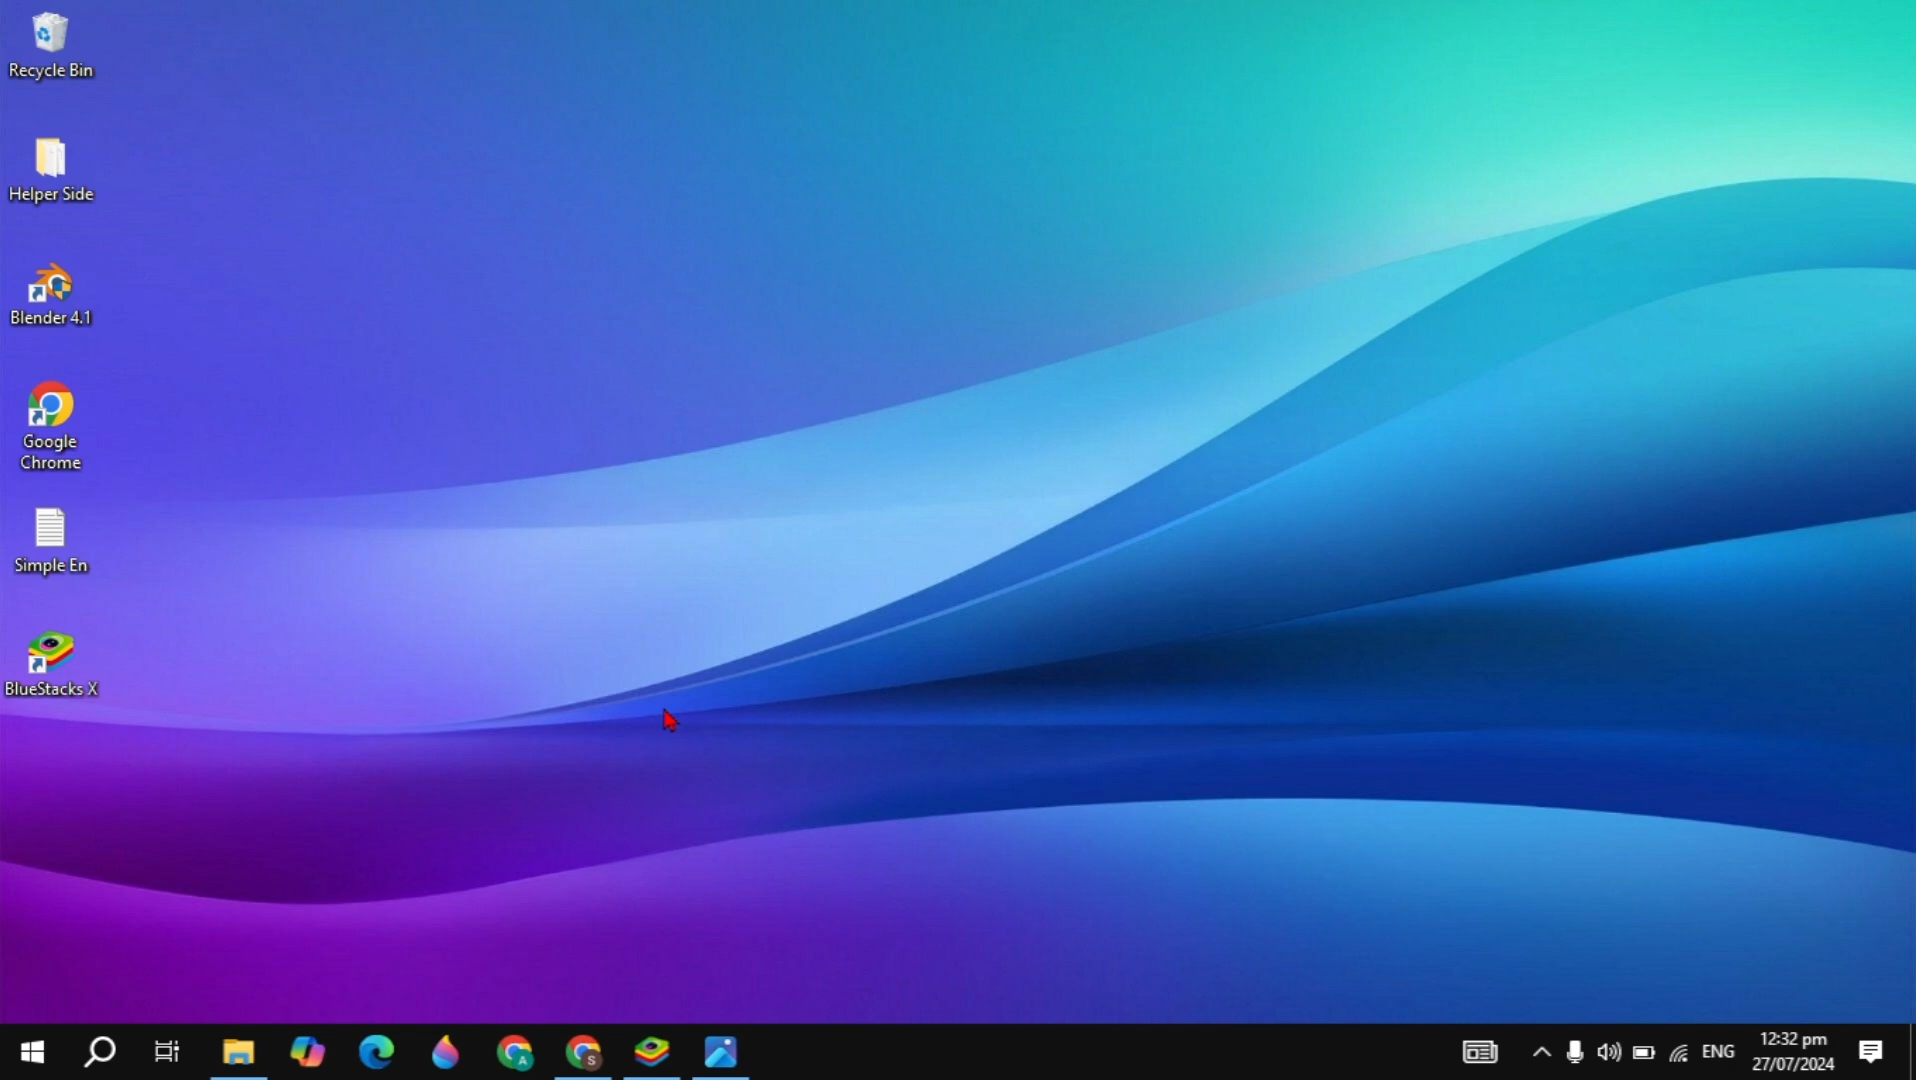 Recycle Bin
Helper Side
Blender 4.1
Google
Chrome
Simple En
BlueStacks X
A
S
ENG
12:32 pm
27/07/2024